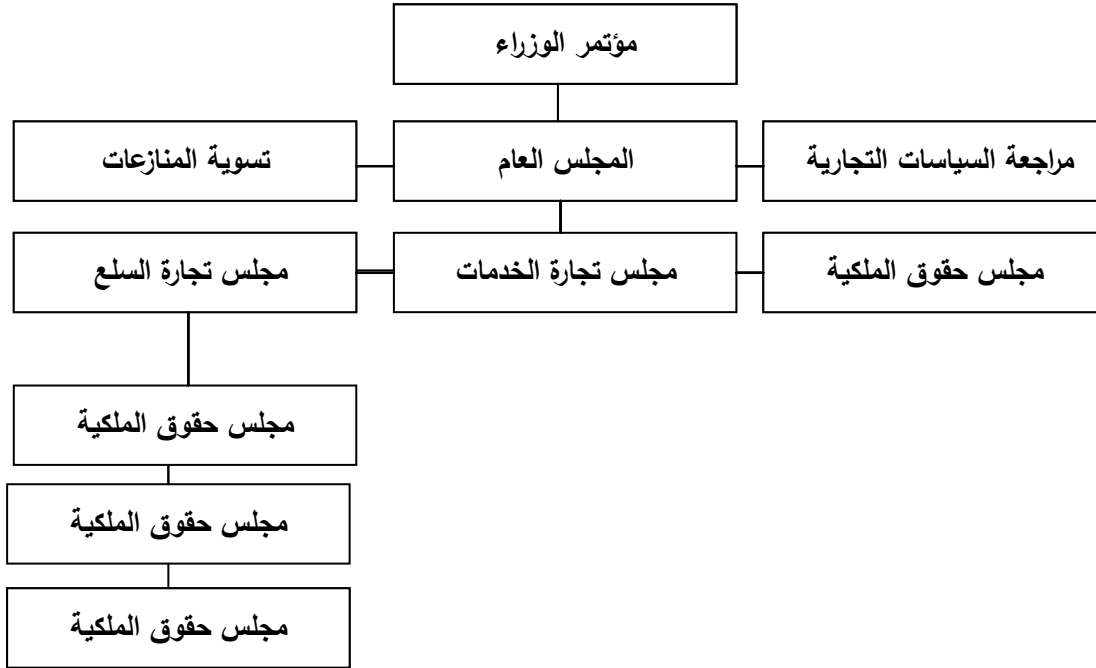 مؤتمر الوزراء
مراجعة السياسات التجارية
المجلس العام
تسوية المنازعات
مجلس حقوق الملكية
مجلس تجارة الخدمات
مجلس تجارة السلع
مجلس حقوق الملكية
مجلس حقوق الملكية
مجلس حقوق الملكية